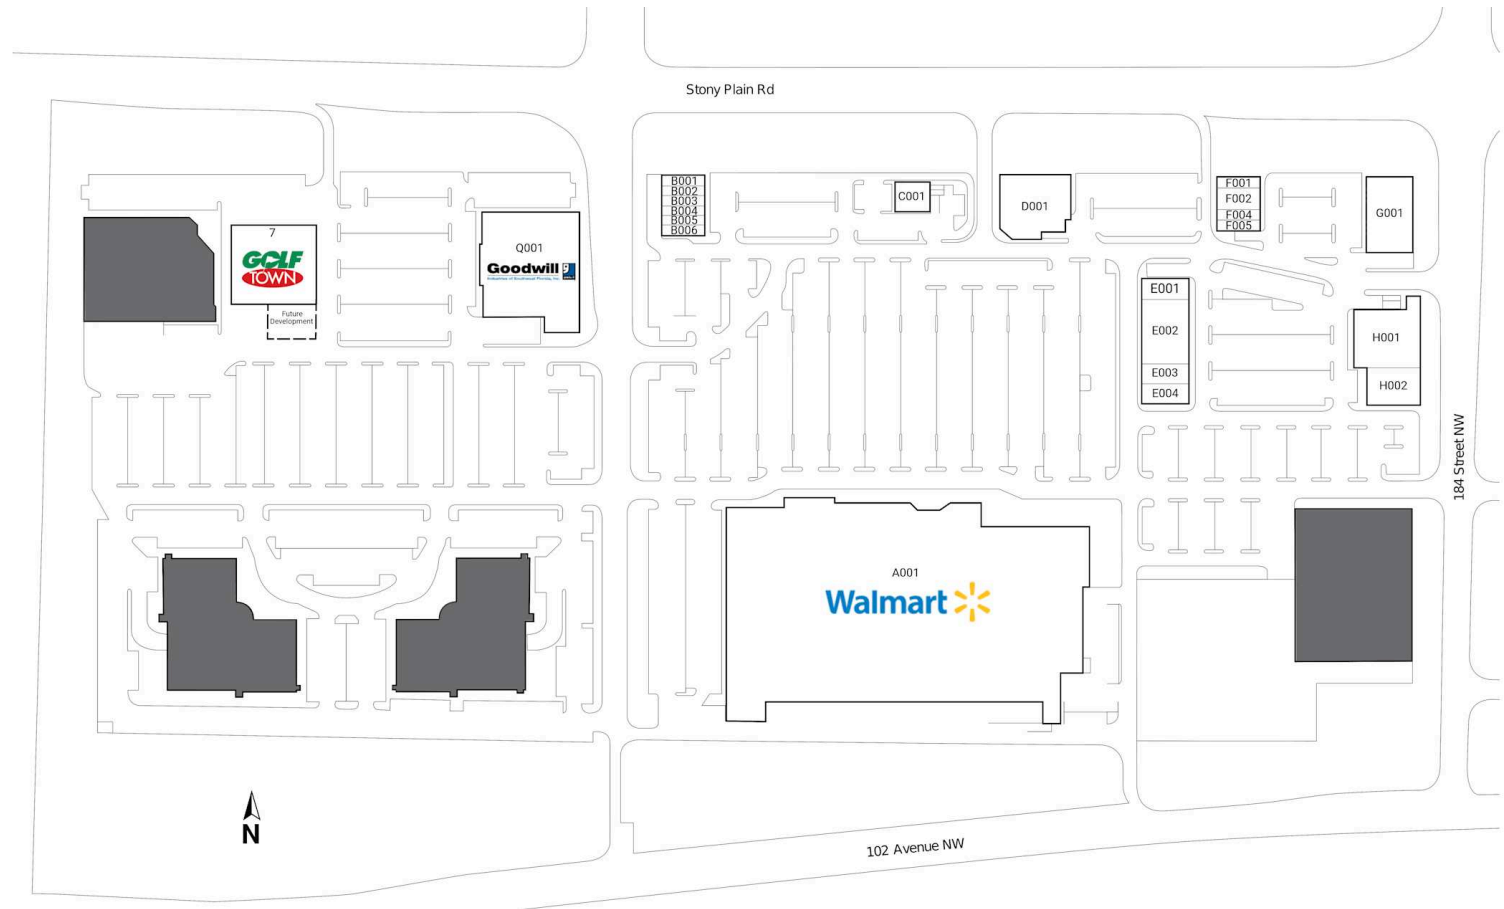 Stony Plain Rd
B001
B002
B003
B004
B005
B006
C001
D001
F001
F002
F004
F005
G001
7
GOLF
TOWN
Future
Development
Q001
Goodwill
E001
E002
E003
E004
H001
H002
184 Street NW
A001
Walmart
N
102 Avenue NW